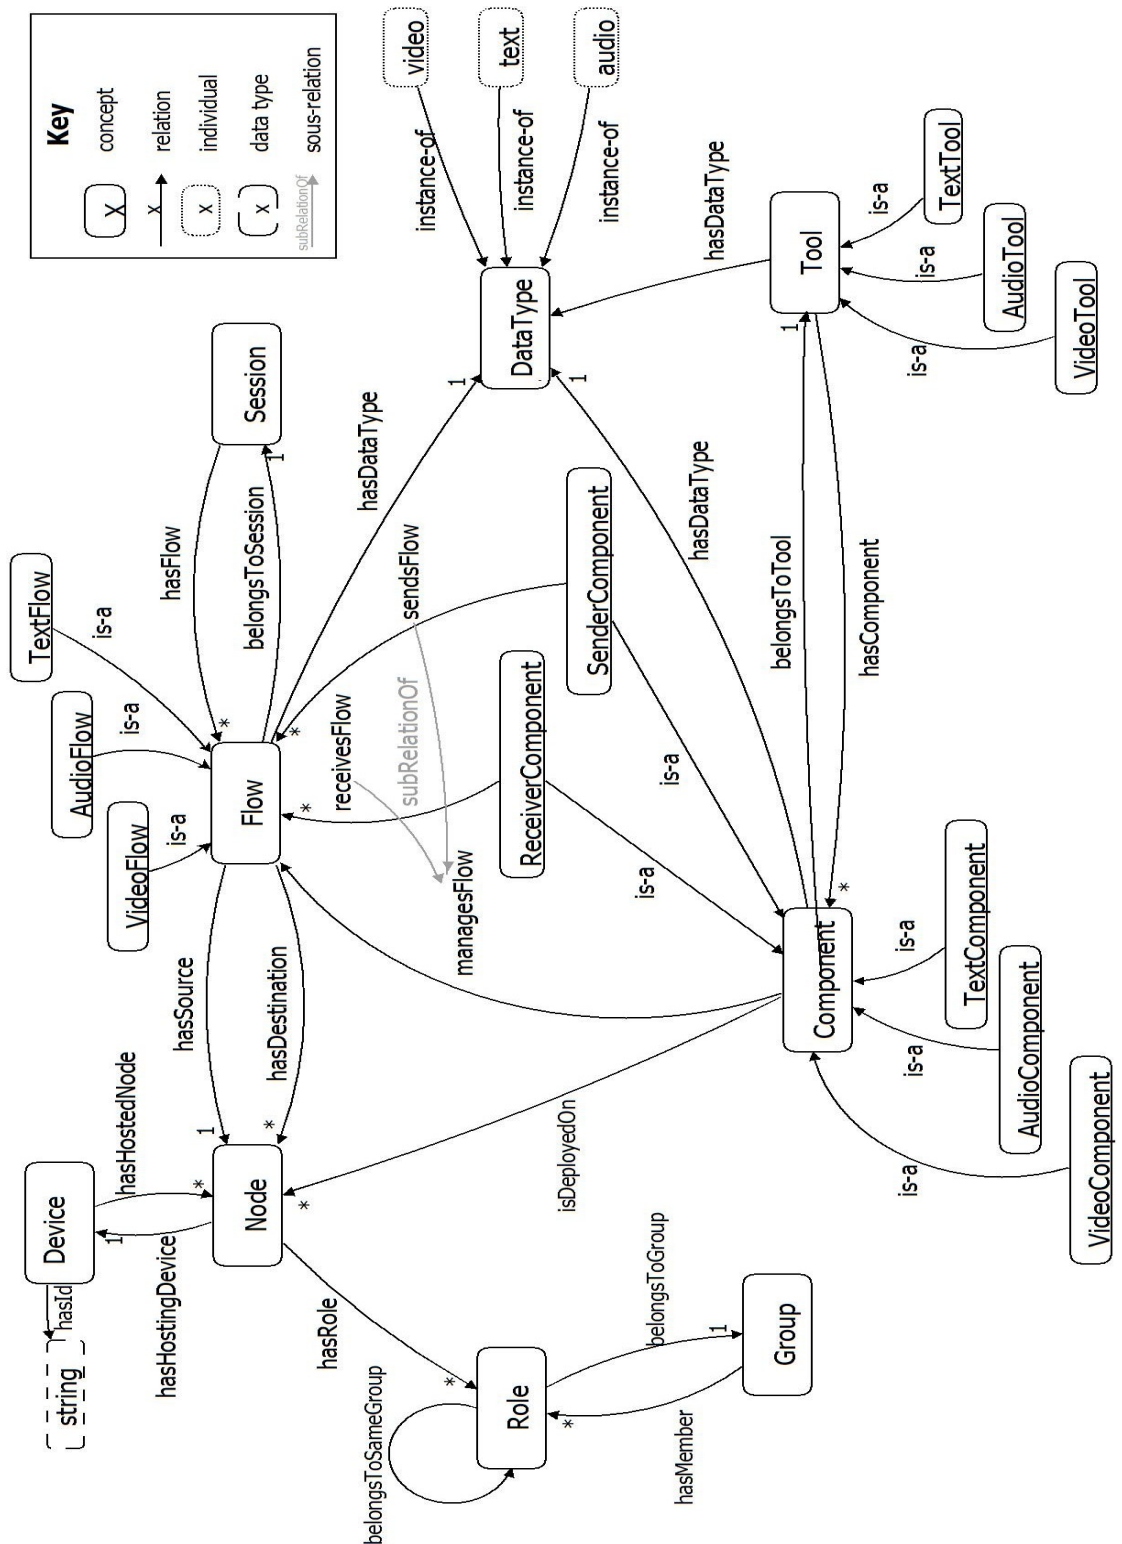 Key
X
concept
x
relation
x
individual
x
data type
subRelationOf
sous-relation
string
hasId
Device
hasHostingDevice
1
hasHostedNode
*
VideoFlow
is-a
AudioFlow
is-a
TextFlow
is-a
Node
1
hasSource
*
hasDestination
Flow
*
hasFlow
belongsToSession
1
Session
hasRole
*
belongsToSameGroup
Role
hasMember
*
belongsToGroup
1
Group
isDeployedOn
*
managesFlow
receivesFlow
*
subRelationOf
sendsFlow
*
hasDataType
1
ReceiverComponent
is-a
SenderComponent
is-a
hasDataType
1
DataType
instance-of
video
instance-of
text
instance-of
audio
Component
*
belongsToTool
hasComponent
1
Tool
hasDataType
is-a
VideoComponent
is-a
AudioComponent
is-a
TextComponent
is-a
VideoTool
is-a
AudioTool
is-a
TextTool